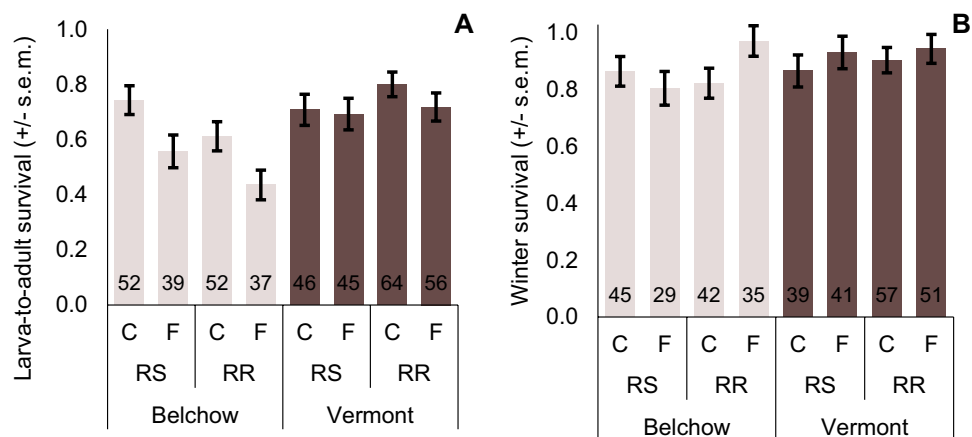 A
Larva-to-adult survival (+/- s.e.m.)
1.0
0.8
0.6
0.4
0.2
0.0
52 39 52 37 46 45 64 56
C F C F C F C F
RS RR RS RR
Belchow Vermont
B
Winter survival (+/- s.e.m.)
1.0
0.8
0.6
0.4
0.2
0.0
45 29 42 35 39 41 57 51
C F C F C F C F
RS RR RS RR
Belchow Vermont